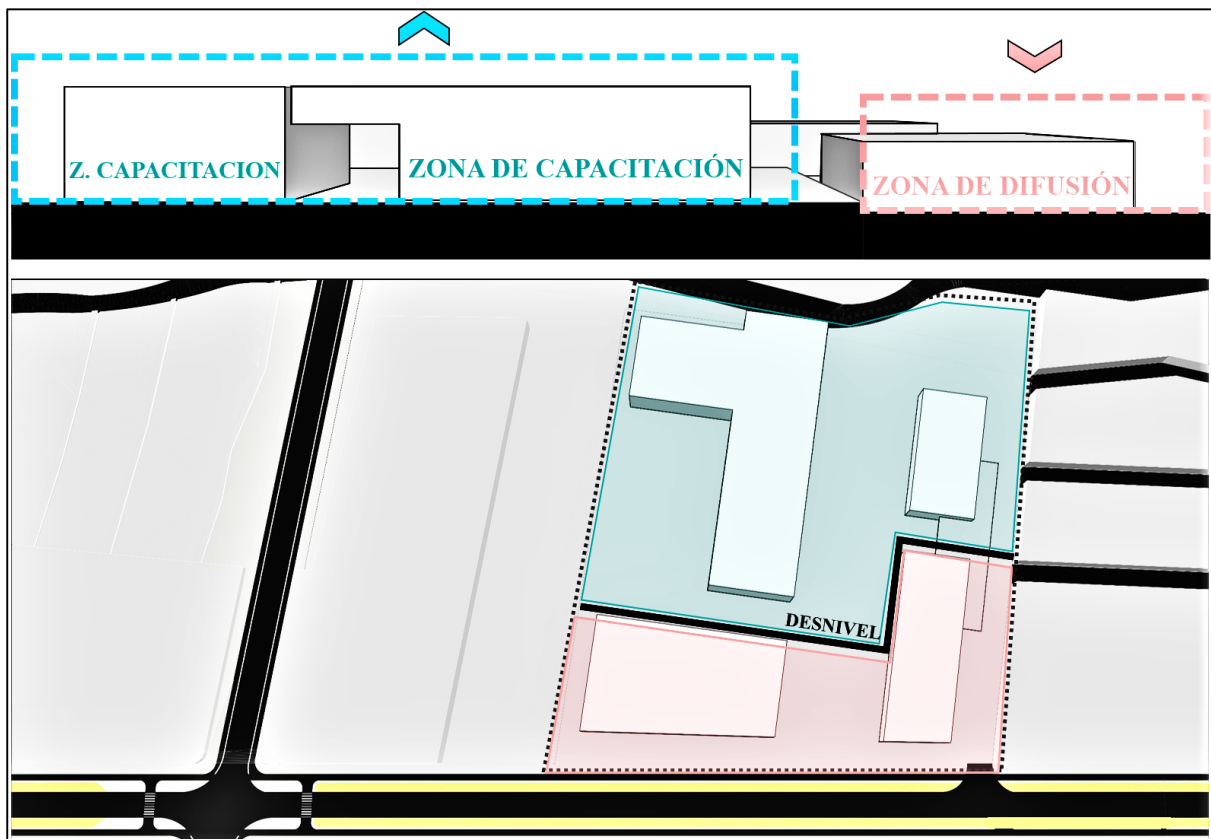 Z. CAPACITACION
ZONA DE CAPACITACIÓN
ZONA DE DIFUSIÓN
DESNIVEL